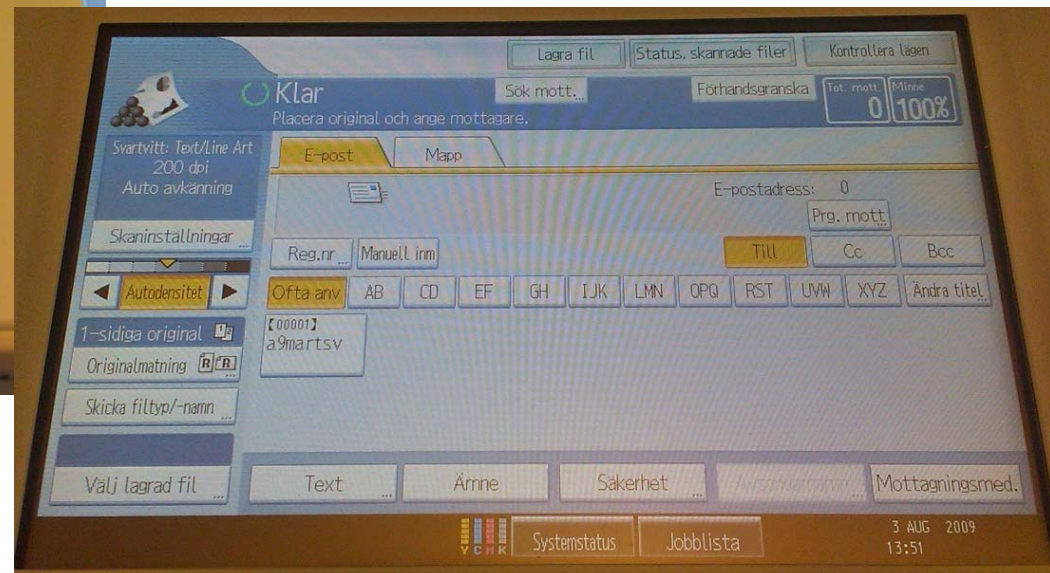 Lagra fil
Status, skannade filer
Kontrollera lägen
Klar
Sök mott.
Förhandsgranska
Tot. mott.
0
Minne
100%
Placera original och ange mottagare.
Svartvitt: Text/Line Art
200 dpi
Auto avkänning
Skaninställningar
E-post
Mapp
E-postadress: 0
Prg. mott.
Reg.nr
Manuell inm
Till
Cc
Bcc
Autodensitet
Ofta anv
AB
CD
EF
GH
IJK
LMN
OPQ
RST
UVW
XYZ
Ändra titel
【00001】
a9martsv
1-sidiga original
Originalmatning
R
R
Skicka filtyp/-namn
Välj lagrad fil
Text
Ämne
Säkerhet
Mottagningsmed.
Y C M K
Systemstatus
Jobblista
3 AUG 2009
13:51